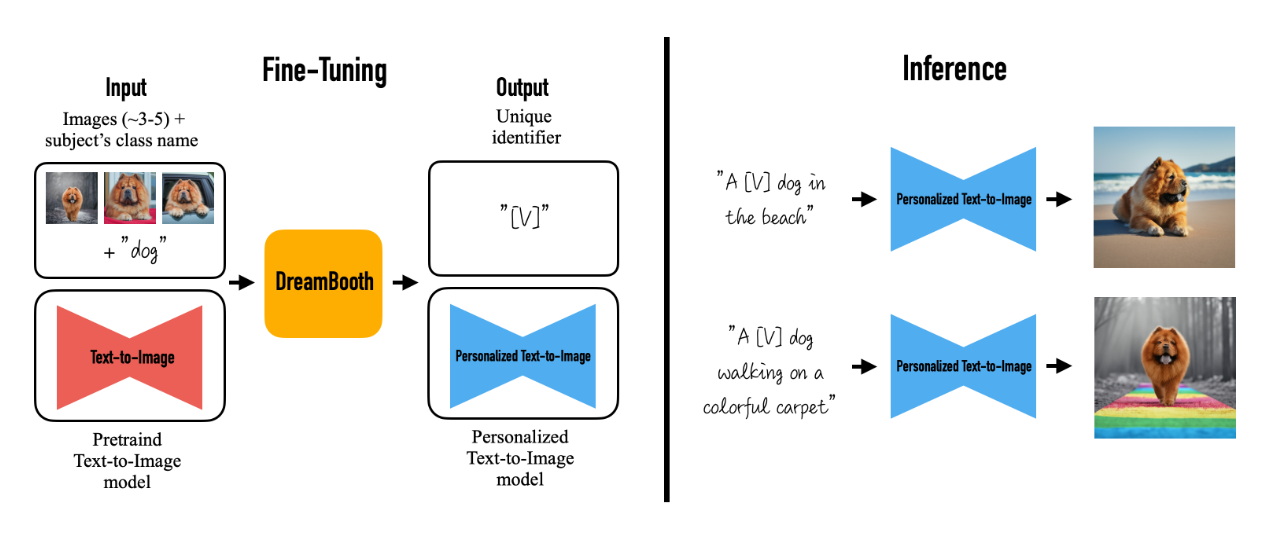 Fine-Tuning
Input
Images (~3-5) +
subject's class name
+ "dog"
Text-to-Image
Pretraind
Text-to-Image
model
DreamBooth
Output
Unique
identifier
"[V]"
Personalized Text-to-Image
Personalized
Text-to-Image
model
Inference
"A [V] dog in
the beach"
Personalized Text-to-Image
"A [V] dog
walking on a
colorful carpet"
Personalized Text-to-Image